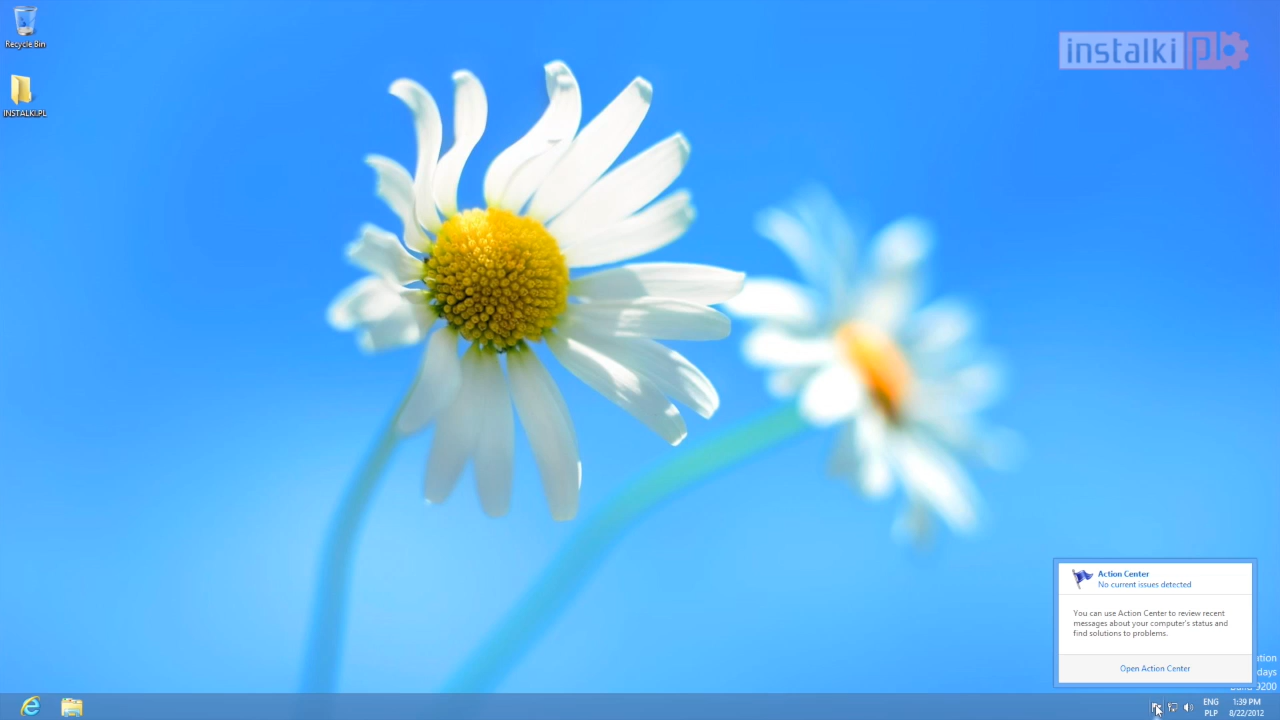 Recycle Bin
INSTALKI.PL
instalki pl
Action Center
No current issues detected
You can use Action Center to review recent
messages about your computer's status and
find solutions to problems.
Open Action Center
ENG
PLP
1:39 PM
8/22/2012